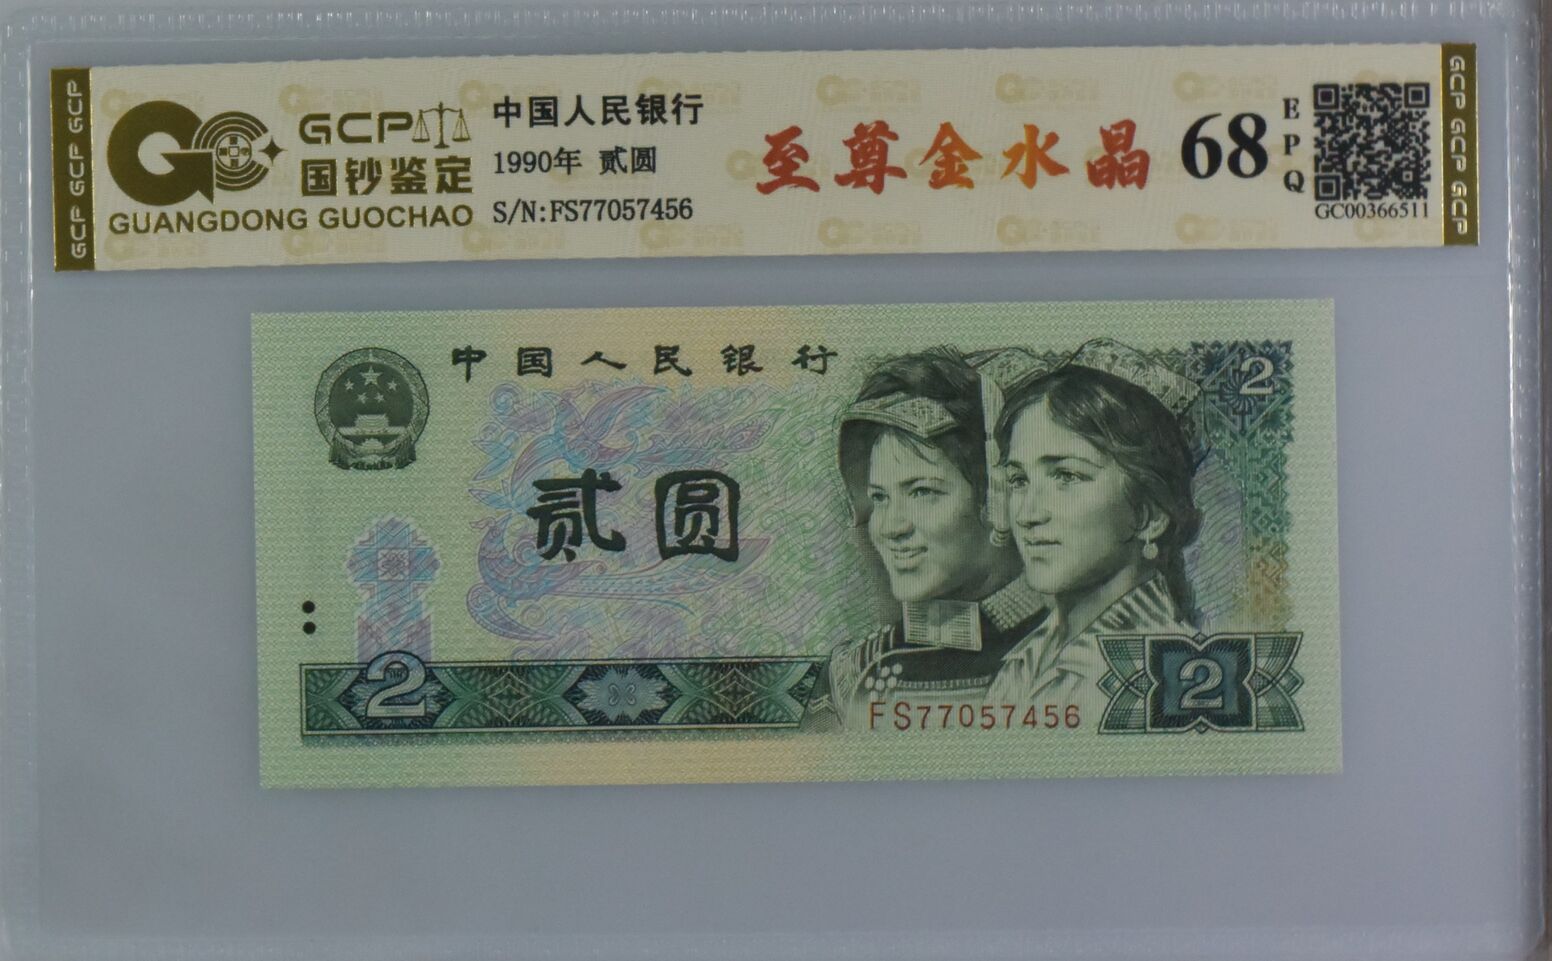 GCP GCP GCP
GCP
国钞鉴定
GUANGDONG GUOCHAO
中国人民银行
1990年 贰圆
S/N:FS77057456
至尊金水晶
68
EPQ
GC00366511
GCP GCP GCP
中国人民银行
2
贰圆
2
FS77057456
2